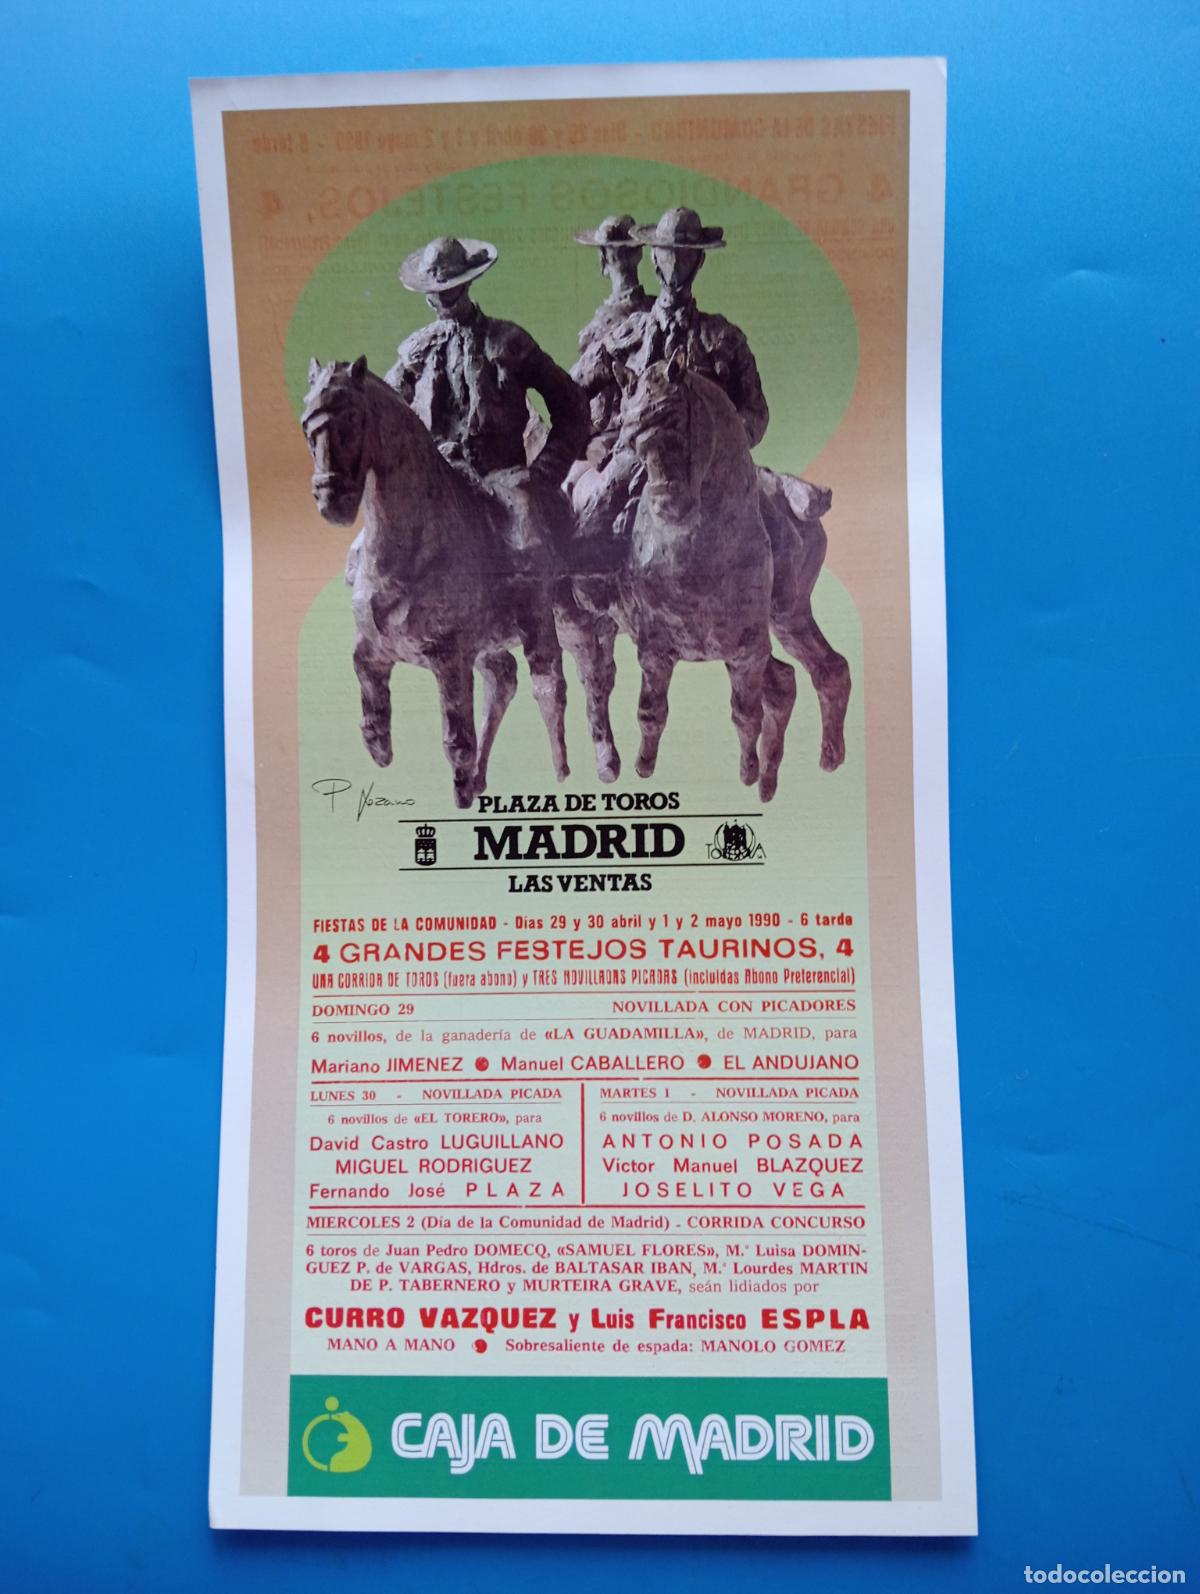 P Lozano
PLAZA DE TOROS
MADRID
LAS VENTAS
FIESTAS DE LA COMUNIDAD - Días 29 y 30 abril y 1 y 2 mayo 1990 - 6 tarde
4 GRANDES FESTEJOS TAURINOS, 4
UNA CORRIDA DE TOROS (fuera abono) y TRES NOVILLADAS PICADAS (incluidas Abono Preferencial)
DOMINGO 29 NOVILLADA CON PICADORES
6 novillos, de la ganadería de «LA GUADAMILLA», de MADRID, para
Mariano JIMENEZ Manuel CABALLERO EL ANDUJANO
LUNES 30 - NOVILLADA PICADA
6 novillos de «EL TORERO», para
David Castro LUGUILLANO
MIGUEL RODRIGUEZ
Fernando José PLAZA
MARTES 1 - NOVILLADA PICADA
6 novillos de D. ALONSO MORENO, para
ANTONIO POSADA
Victor Manuel BLAZQUEZ
JOSELITO VEGA
MIERCOLES 2 (Día de la Comunidad de Madrid) - CORRIDA CONCURSO
6 toros de Juan Pedro DOMECQ, «SAMUEL FLORES», M.ª Luisa DOMIN-
GUEZ P. de VARGAS, Hdros. de BALTASAR IBAN, M.ª Lourdes MARTIN
DE P. TABERNERO y MURTEIRA GRAVE, seán lidiados por
CURRO VAZQUEZ y Luis Francisco ESPLA
MANO A MANO Sobresaliente de espada: MANOLO GOMEZ
CAJA DE MADRID
todocoleccion